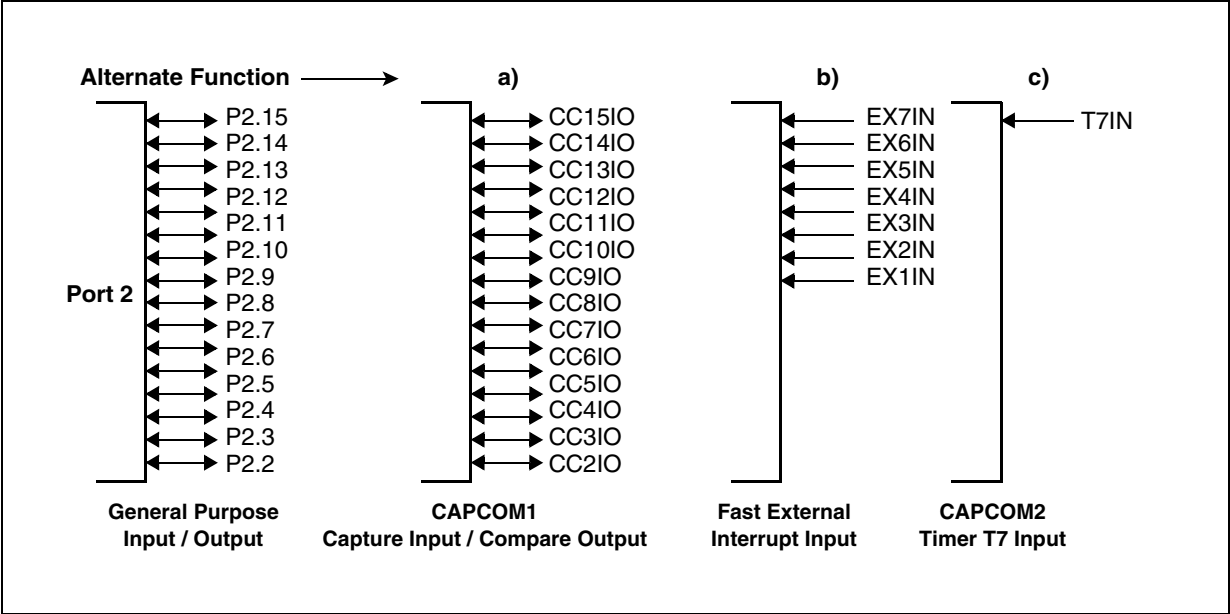 Alternate Function a) b) c)
P2.15 CC15IO EX7IN T7IN
P2.14 CC14IO EX6IN
P2.13 CC13IO EX5IN
P2.12 CC12IO EX4IN
P2.11 CC11IO EX3IN
P2.10 CC10IO EX2IN
P2.9 CC9IO EX1IN
Port 2
P2.8 CC8IO
P2.7 CC7IO
P2.6 CC6IO
P2.5 CC5IO
P2.4 CC4IO
P2.3 CC3IO
P2.2 CC2IO
General Purpose CAPCOM1 Fast External CAPCOM2
Input / Output Capture Input / Compare Output Interrupt Input Timer T7 Input